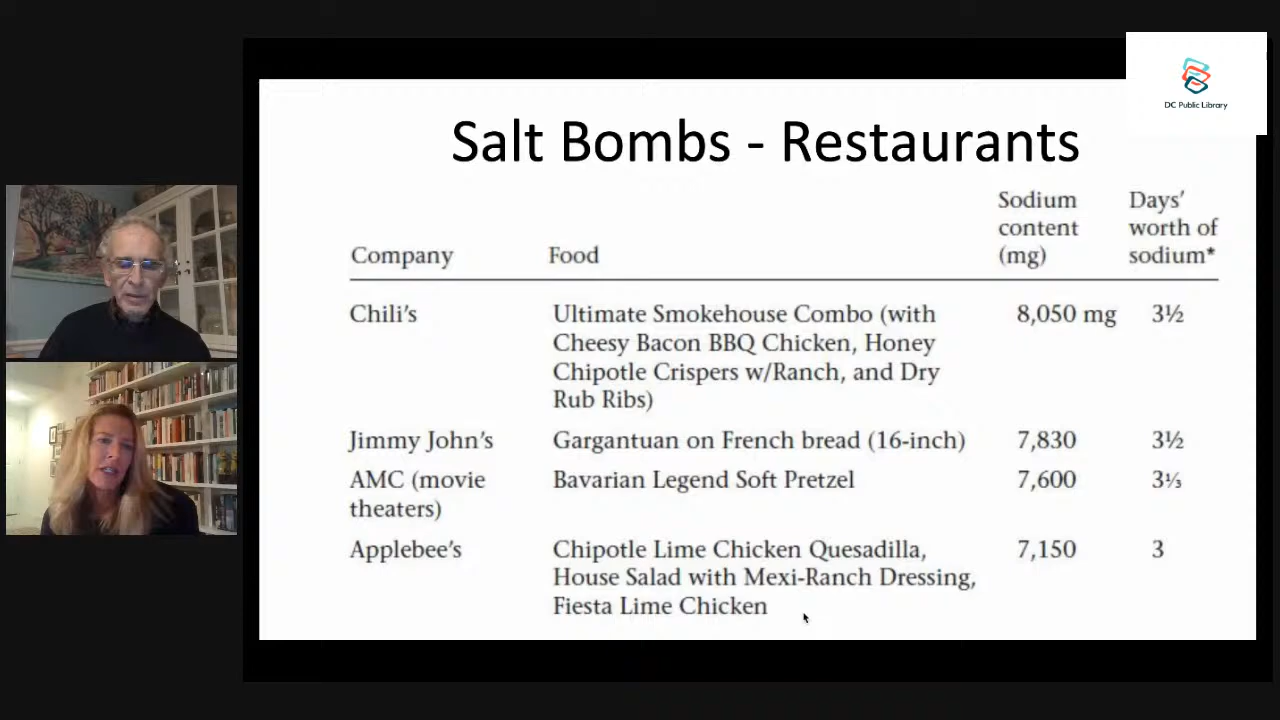 DC Public Library
Salt Bombs - Restaurants
Company Food Sodium content (mg) Days' worth of sodium*
Chili's Ultimate Smokehouse Combo (with 8,050 mg 3½
Cheesy Bacon BBQ Chicken, Honey
Chipotle Crispers w/Ranch, and Dry
Rub Ribs)
Jimmy John's Gargantuan on French bread (16-inch) 7,830 3½
AMC (movie Bavarian Legend Soft Pretzel 7,600 3⅓
theaters)
Applebee's Chipotle Lime Chicken Quesadilla, 7,150 3
House Salad with Mexi-Ranch Dressing,
Fiesta Lime Chicken